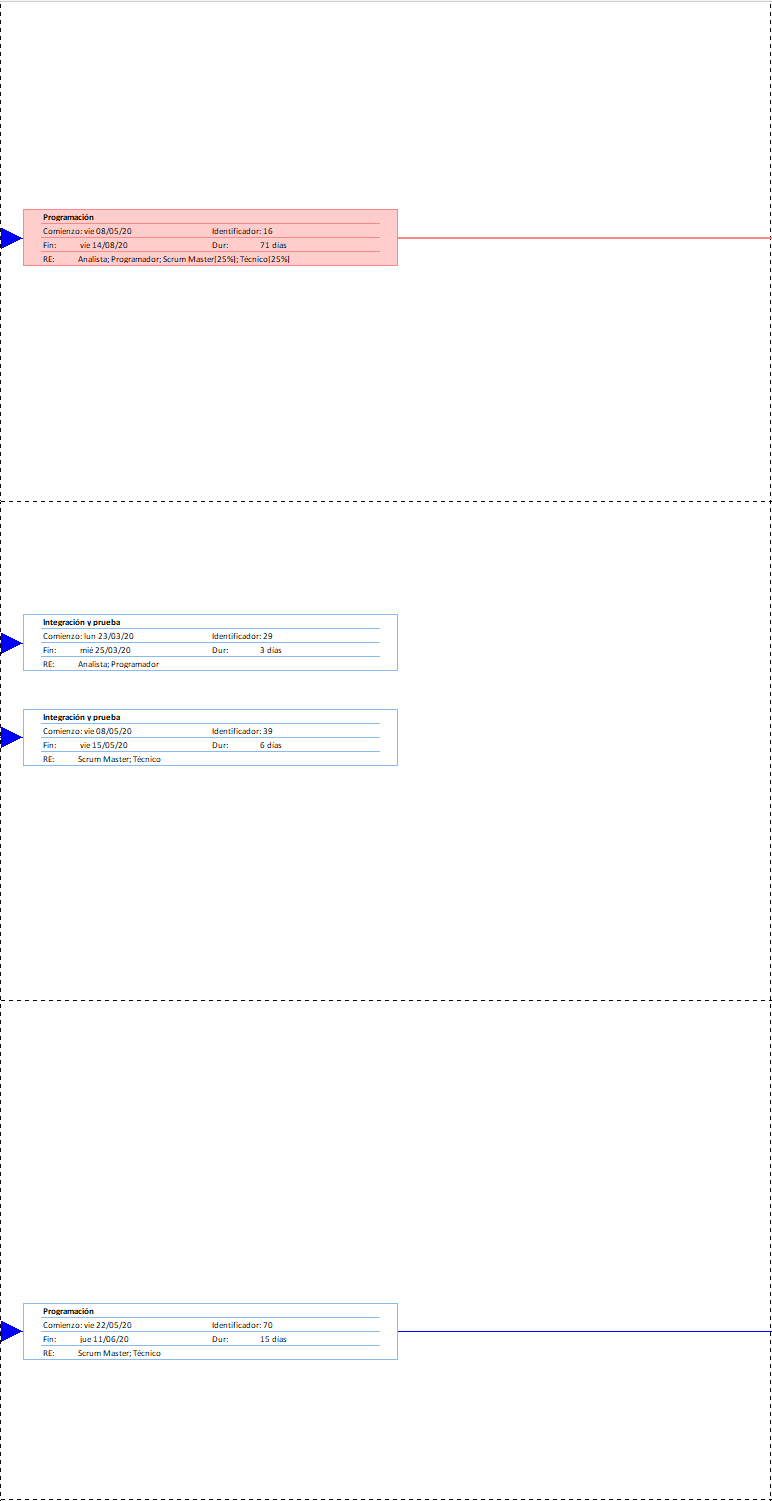 Programación
Comienzo: vie 08/05/20 Identificador: 16
Fin: vie 14/08/20 Dur: 71 días
RE: Analista; Programador; Scrum Master[25%]; Técnico[25%]
Integración y prueba
Comienzo: lun 23/03/20 Identificador: 29
Fin: mié 25/03/20 Dur: 3 días
RE: Analista; Programador
Integración y prueba
Comienzo: vie 08/05/20 Identificador: 39
Fin: vie 15/05/20 Dur: 6 días
RE: Scrum Master; Técnico
Programación
Comienzo: vie 22/05/20 Identificador: 70
Fin: jue 11/06/20 Dur: 15 días
RE: Scrum Master; Técnico